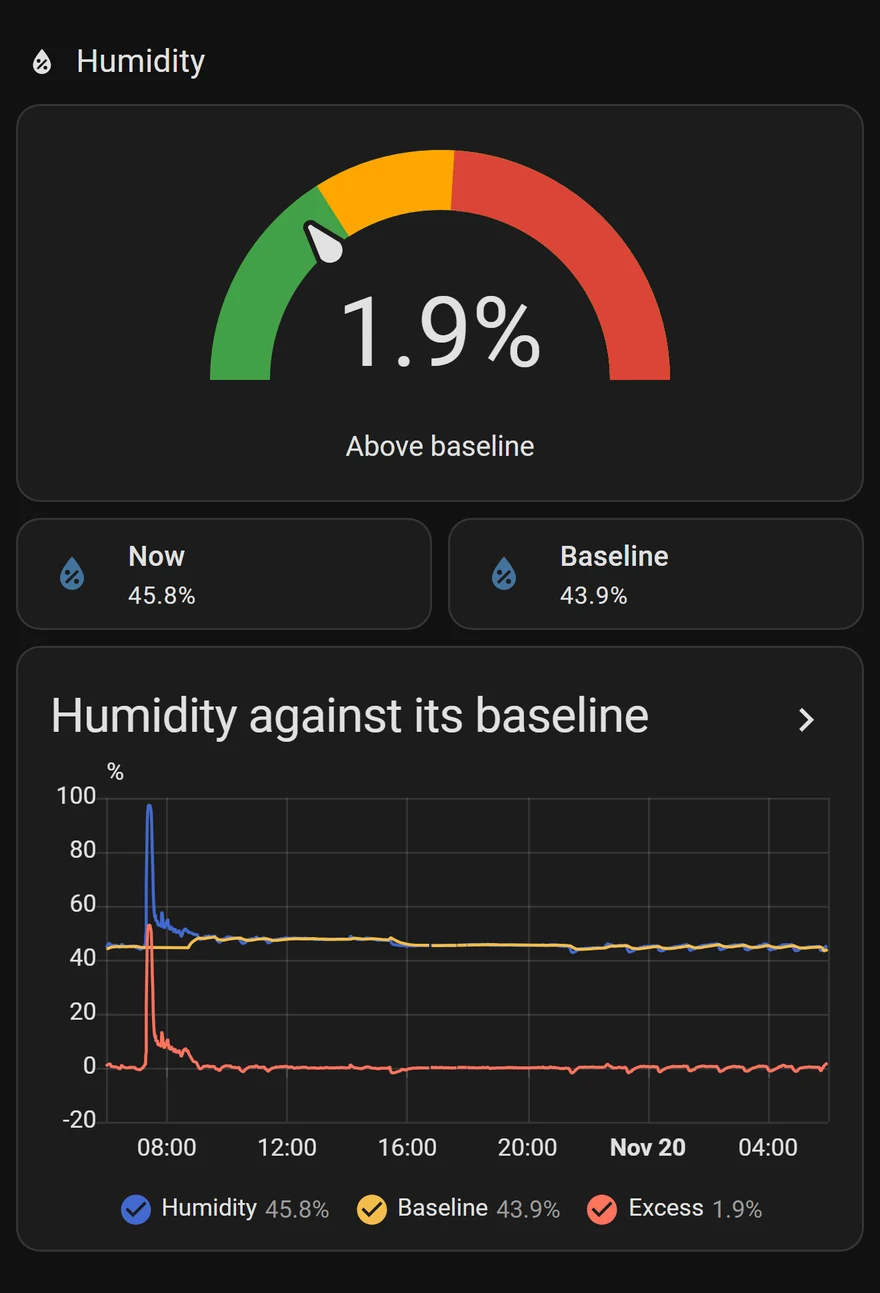 Humidity
1.9%
Above baseline
Now
45.8%
Baseline
43.9%
Humidity against its baseline
%
100
80
60
40
20
0
-20
08:00 12:00 16:00 20:00 Nov 20 04:00
Humidity 45.8% Baseline 43.9% Excess 1.9%